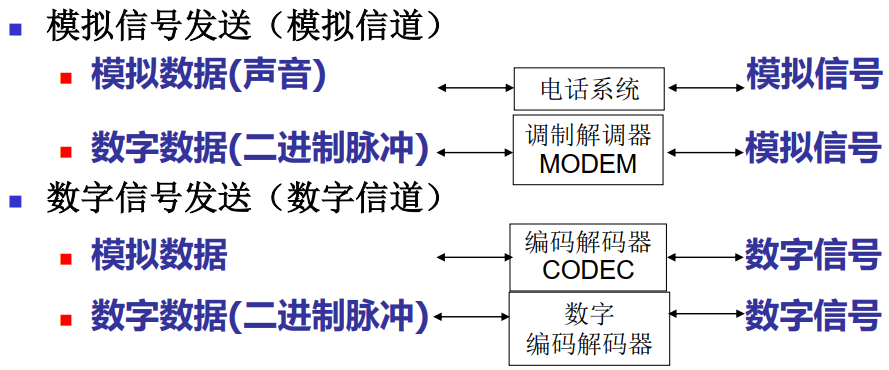 模拟信号发送（模拟信道）
模拟数据(声音)
电话系统
模拟信号
数字数据(二进制脉冲)
调制解调器
MODEM
模拟信号
数字信号发送（数字信道）
模拟数据
编码解码器
CODEC
数字信号
数字数据(二进制脉冲)
数字
编码解码器
数字信号